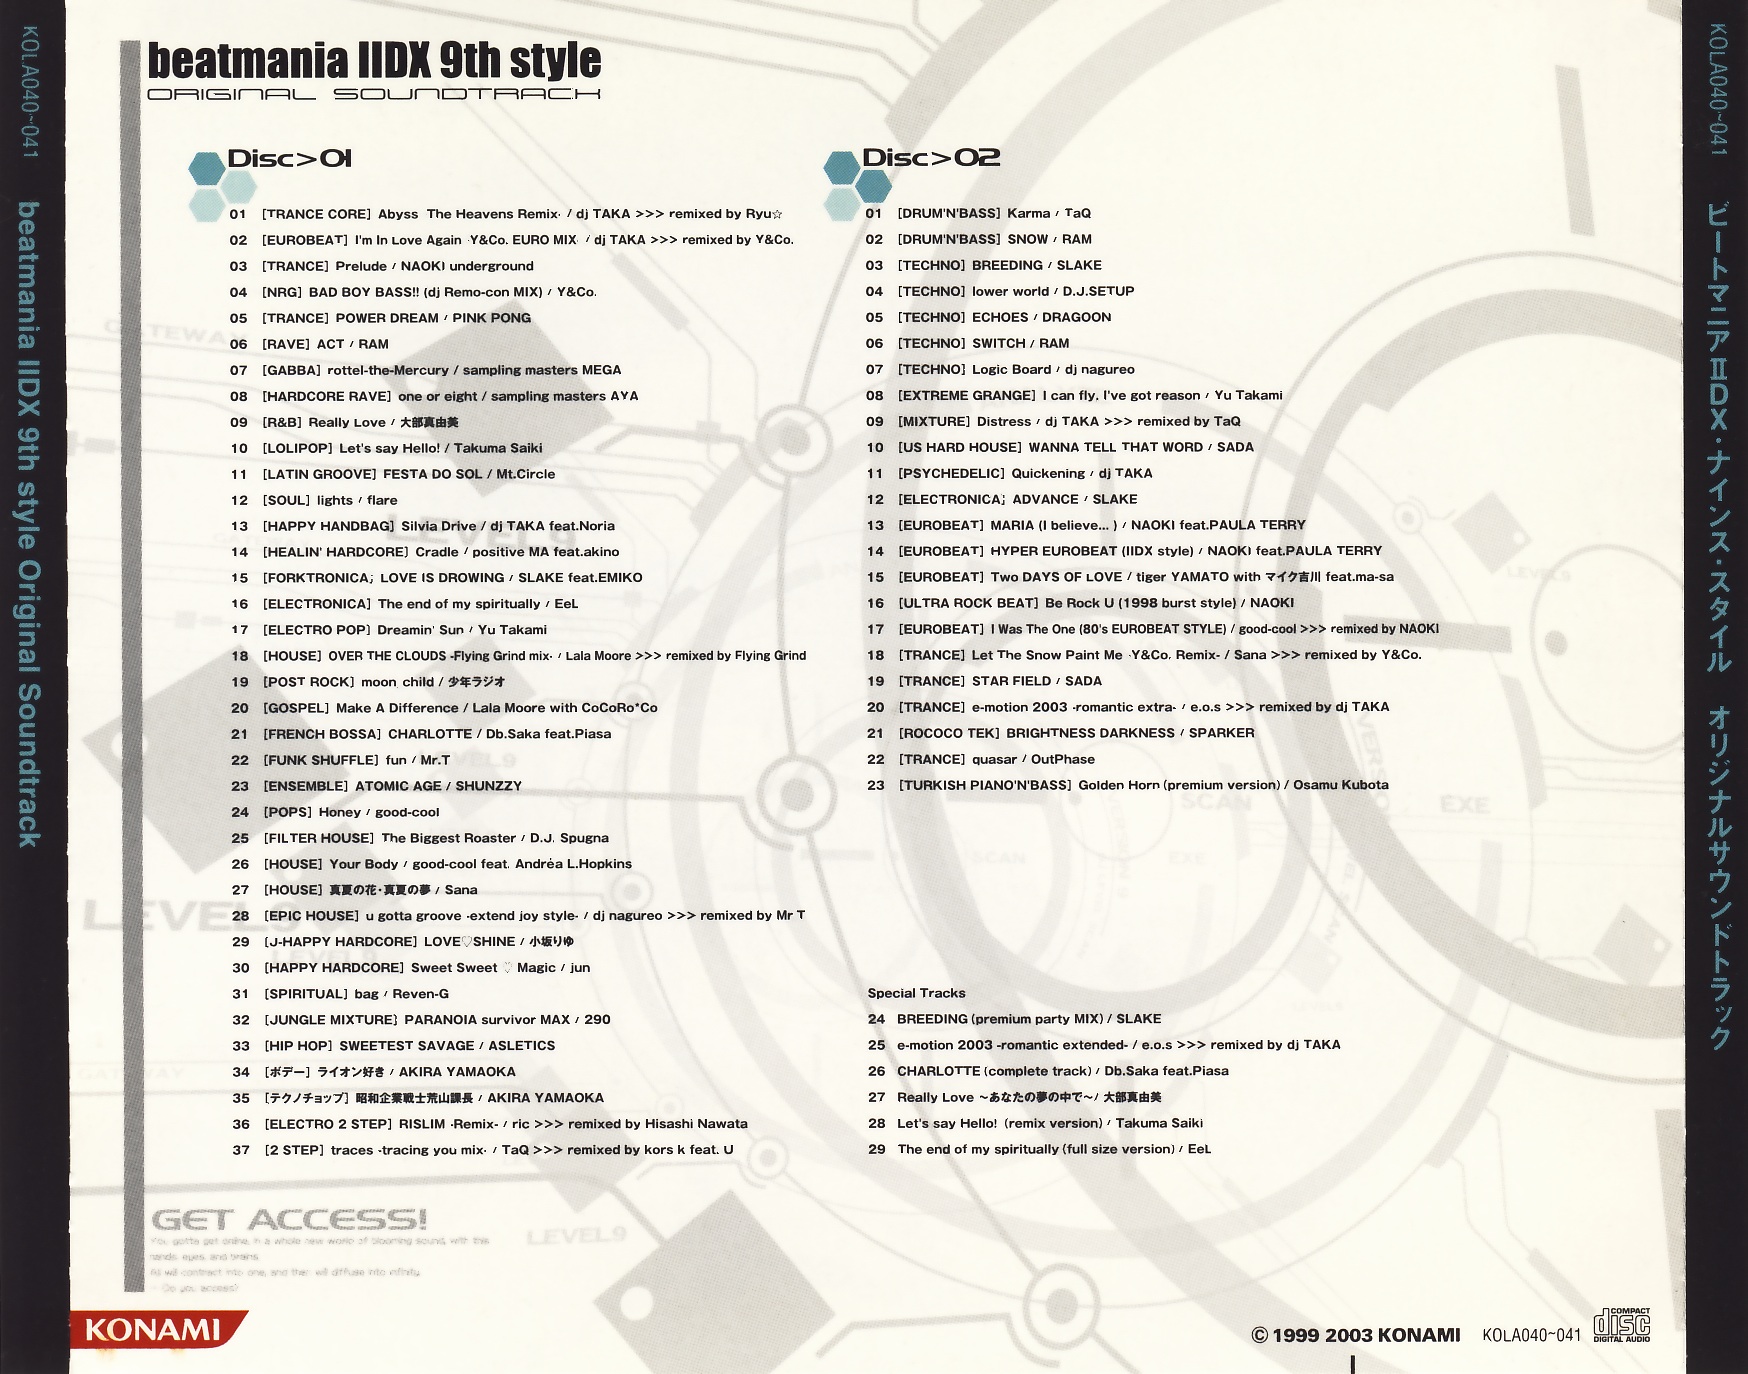 KOLA040~041
beatmania IIDX 9th style Original Soundtrack
beatmania IIDX 9th style
ORIGINAL SOUNDTRACK
Disc>01
01 [TRANCE CORE] Abyss The Heavens Remix· / dj TAKA >>> remixed by Ryu☆
02 [EUROBEAT] I'm In Love Again ·Y&Co. EURO MIX· / dj TAKA >>> remixed by Y&Co.
03 [TRANCE] Prelude / NAOKI underground
04 [NRG] BAD BOY BASS!! (dj Remo-con MIX) / Y&Co.
05 [TRANCE] POWER DREAM / PINK PONG
06 [RAVE] ACT / RAM
07 [GABBA] rottel-the-Mercury / sampling masters MEGA
08 [HARDCORE RAVE] one or eight / sampling masters AYA
09 [R&B] Really Love / 大部真由美
10 [LOLIPOP] Let's say Hello! / Takuma Saiki
11 [LATIN GROOVE] FESTA DO SOL / Mt.Circle
12 [SOUL] lights / flare
13 [HAPPY HANDBAG] Silvia Drive / dj TAKA feat.Noria
14 [HEALIN' HARDCORE] Cradle / positive MA feat.akino
15 [FORKTRONICA] LOVE IS DROWING / SLAKE feat.EMIKO
16 [ELECTRONICA] The end of my spiritually / EeL
17 [ELECTRO POP] Dreamin' Sun / Yu Takami
18 [HOUSE] OVER THE CLOUDS -Flying Grind mix- / Lala Moore >>> remixed by Flying Grind
19 [POST ROCK] moon_child / 少年ラジオ
20 [GOSPEL] Make A Difference / Lala Moore with CoCoRo*Co
21 [FRENCH BOSSA] CHARLOTTE / Db.Saka feat.Piasa
22 [FUNK SHUFFLE] fun / Mr.T
23 [ENSEMBLE] ATOMIC AGE / SHUNZZY
24 [POPS] Honey / good-cool
25 [FILTER HOUSE] The Biggest Roaster / D.J. Spugna
26 [HOUSE] Your Body / good-cool feat. Andréa L.Hopkins
27 [HOUSE] 真夏の花・真夏の夢 / Sana
28 [EPIC HOUSE] u gotta groove -extend joy style- / dj nagureo >>> remixed by Mr T
29 [J-HAPPY HARDCORE] LOVE♡SHINE / 小坂りゆ
30 [HAPPY HARDCORE] Sweet Sweet ♡ Magic / jun
31 [SPIRITUAL] bag / Reven-G
32 [JUNGLE MIXTURE] PARANOIA survivor MAX / 290
33 [HIP HOP] SWEETEST SAVAGE / ASLETICS
34 [ボデー] ライオン好き / AKIRA YAMAOKA
35 [テクノチョップ] 昭和企業戦士荒山課長 / AKIRA YAMAOKA
36 [ELECTRO 2 STEP] RISLIM -Remix- / ric >>> remixed by Hisashi Nawata
37 [2 STEP] traces -tracing you mix- / TaQ >>> remixed by kors k feat. U
Disc>02
01 [DRUM'N'BASS] Karma / TaQ
02 [DRUM'N'BASS] SNOW / RAM
03 [TECHNO] BREEDING / SLAKE
04 [TECHNO] lower world / D.J.SETUP
05 [TECHNO] ECHOES / DRAGOON
06 [TECHNO] SWITCH / RAM
07 [TECHNO] Logic Board / dj nagureo
08 [EXTREME GRANGE] I can fly, I've got reason / Yu Takami
09 [MIXTURE] Distress / dj TAKA >>> remixed by TaQ
10 [US HARD HOUSE] WANNA TELL THAT WORD / SADA
11 [PSYCHEDELIC] Quickening / dj TAKA
12 [ELECTRONICA] ADVANCE / SLAKE
13 [EUROBEAT] MARIA (I believe... ) / NAOKI feat.PAULA TERRY
14 [EUROBEAT] HYPER EUROBEAT (IIDX style) / NAOKI feat.PAULA TERRY
15 [EUROBEAT] Two DAYS OF LOVE / tiger YAMATO with マイク吉川 feat.ma-sa
16 [ULTRA ROCK BEAT] Be Rock U (1998 burst style) / NAOKI
17 [EUROBEAT] I Was The One (80's EUROBEAT STYLE) / good-cool >>> remixed by NAOKI
18 [TRANCE] Let The Snow Paint Me ·Y&Co. Remix- / Sana >>> remixed by Y&Co.
19 [TRANCE] STAR FIELD / SADA
20 [TRANCE] e-motion 2003 -romantic extra- / e.o.s >>> remixed by dj TAKA
21 [ROCOCO TEK] BRIGHTNESS DARKNESS / SPARKER
22 [TRANCE] quasar / OutPhase
23 [TURKISH PIANO'N'BASS] Golden Horn (premium version) / Osamu Kubota
Special Tracks
24 BREEDING (premium party MIX) / SLAKE
25 e-motion 2003 -romantic extended- / e.o.s >>> remixed by dj TAKA
26 CHARLOTTE (complete track) / Db.Saka feat.Piasa
27 Really Love ～あなたの夢の中で～/ 大部真由美
28 Let's say Hello! (remix version) / Takuma Saiki
29 The end of my spiritually (full size version) / EeL
GATEWAY
LEVEL9
LEVEL9
LEVEL9
LEVEL9
LEVEL9
SCAN
EXE
SCAN
EXE
GET ACCESS!
You gotta get online, in a whole new world of blooming sound, with this
hands, eyes, and brains.
As will contract into one, and then will diffuse into infinity.
Do you access?
KONAMI
© 1999 2003 KONAMI
KOLA040~041
COMPACT
disc
DIGITAL AUDIO
KOLA040~041
ビートマニアⅡDX・ナインス・スタイル オリジナルサウンドトラック